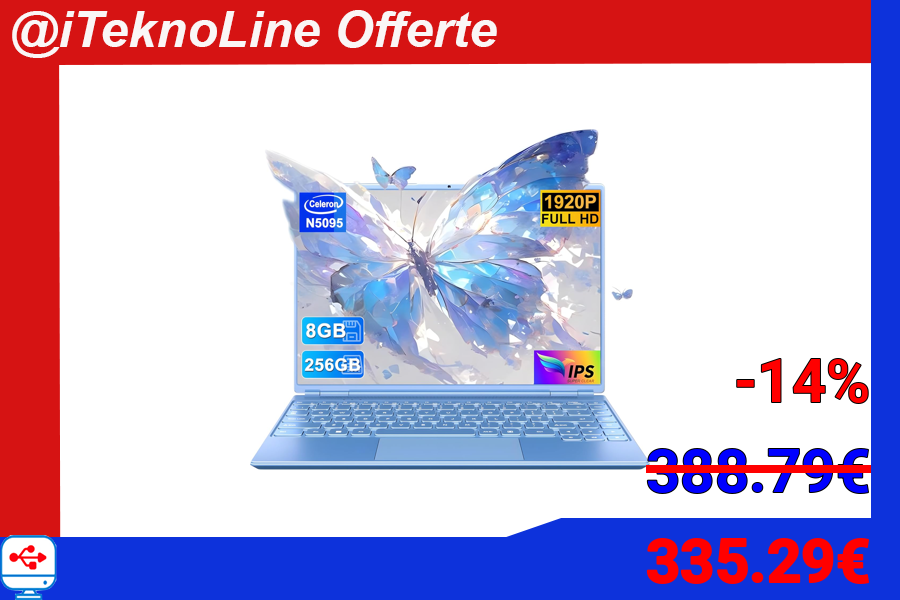 @iTeknoLine Offerte
Celeron
N5095
1920P
FULL HD
8GB
256GB
IPS
-14%
388.79€
335.29€